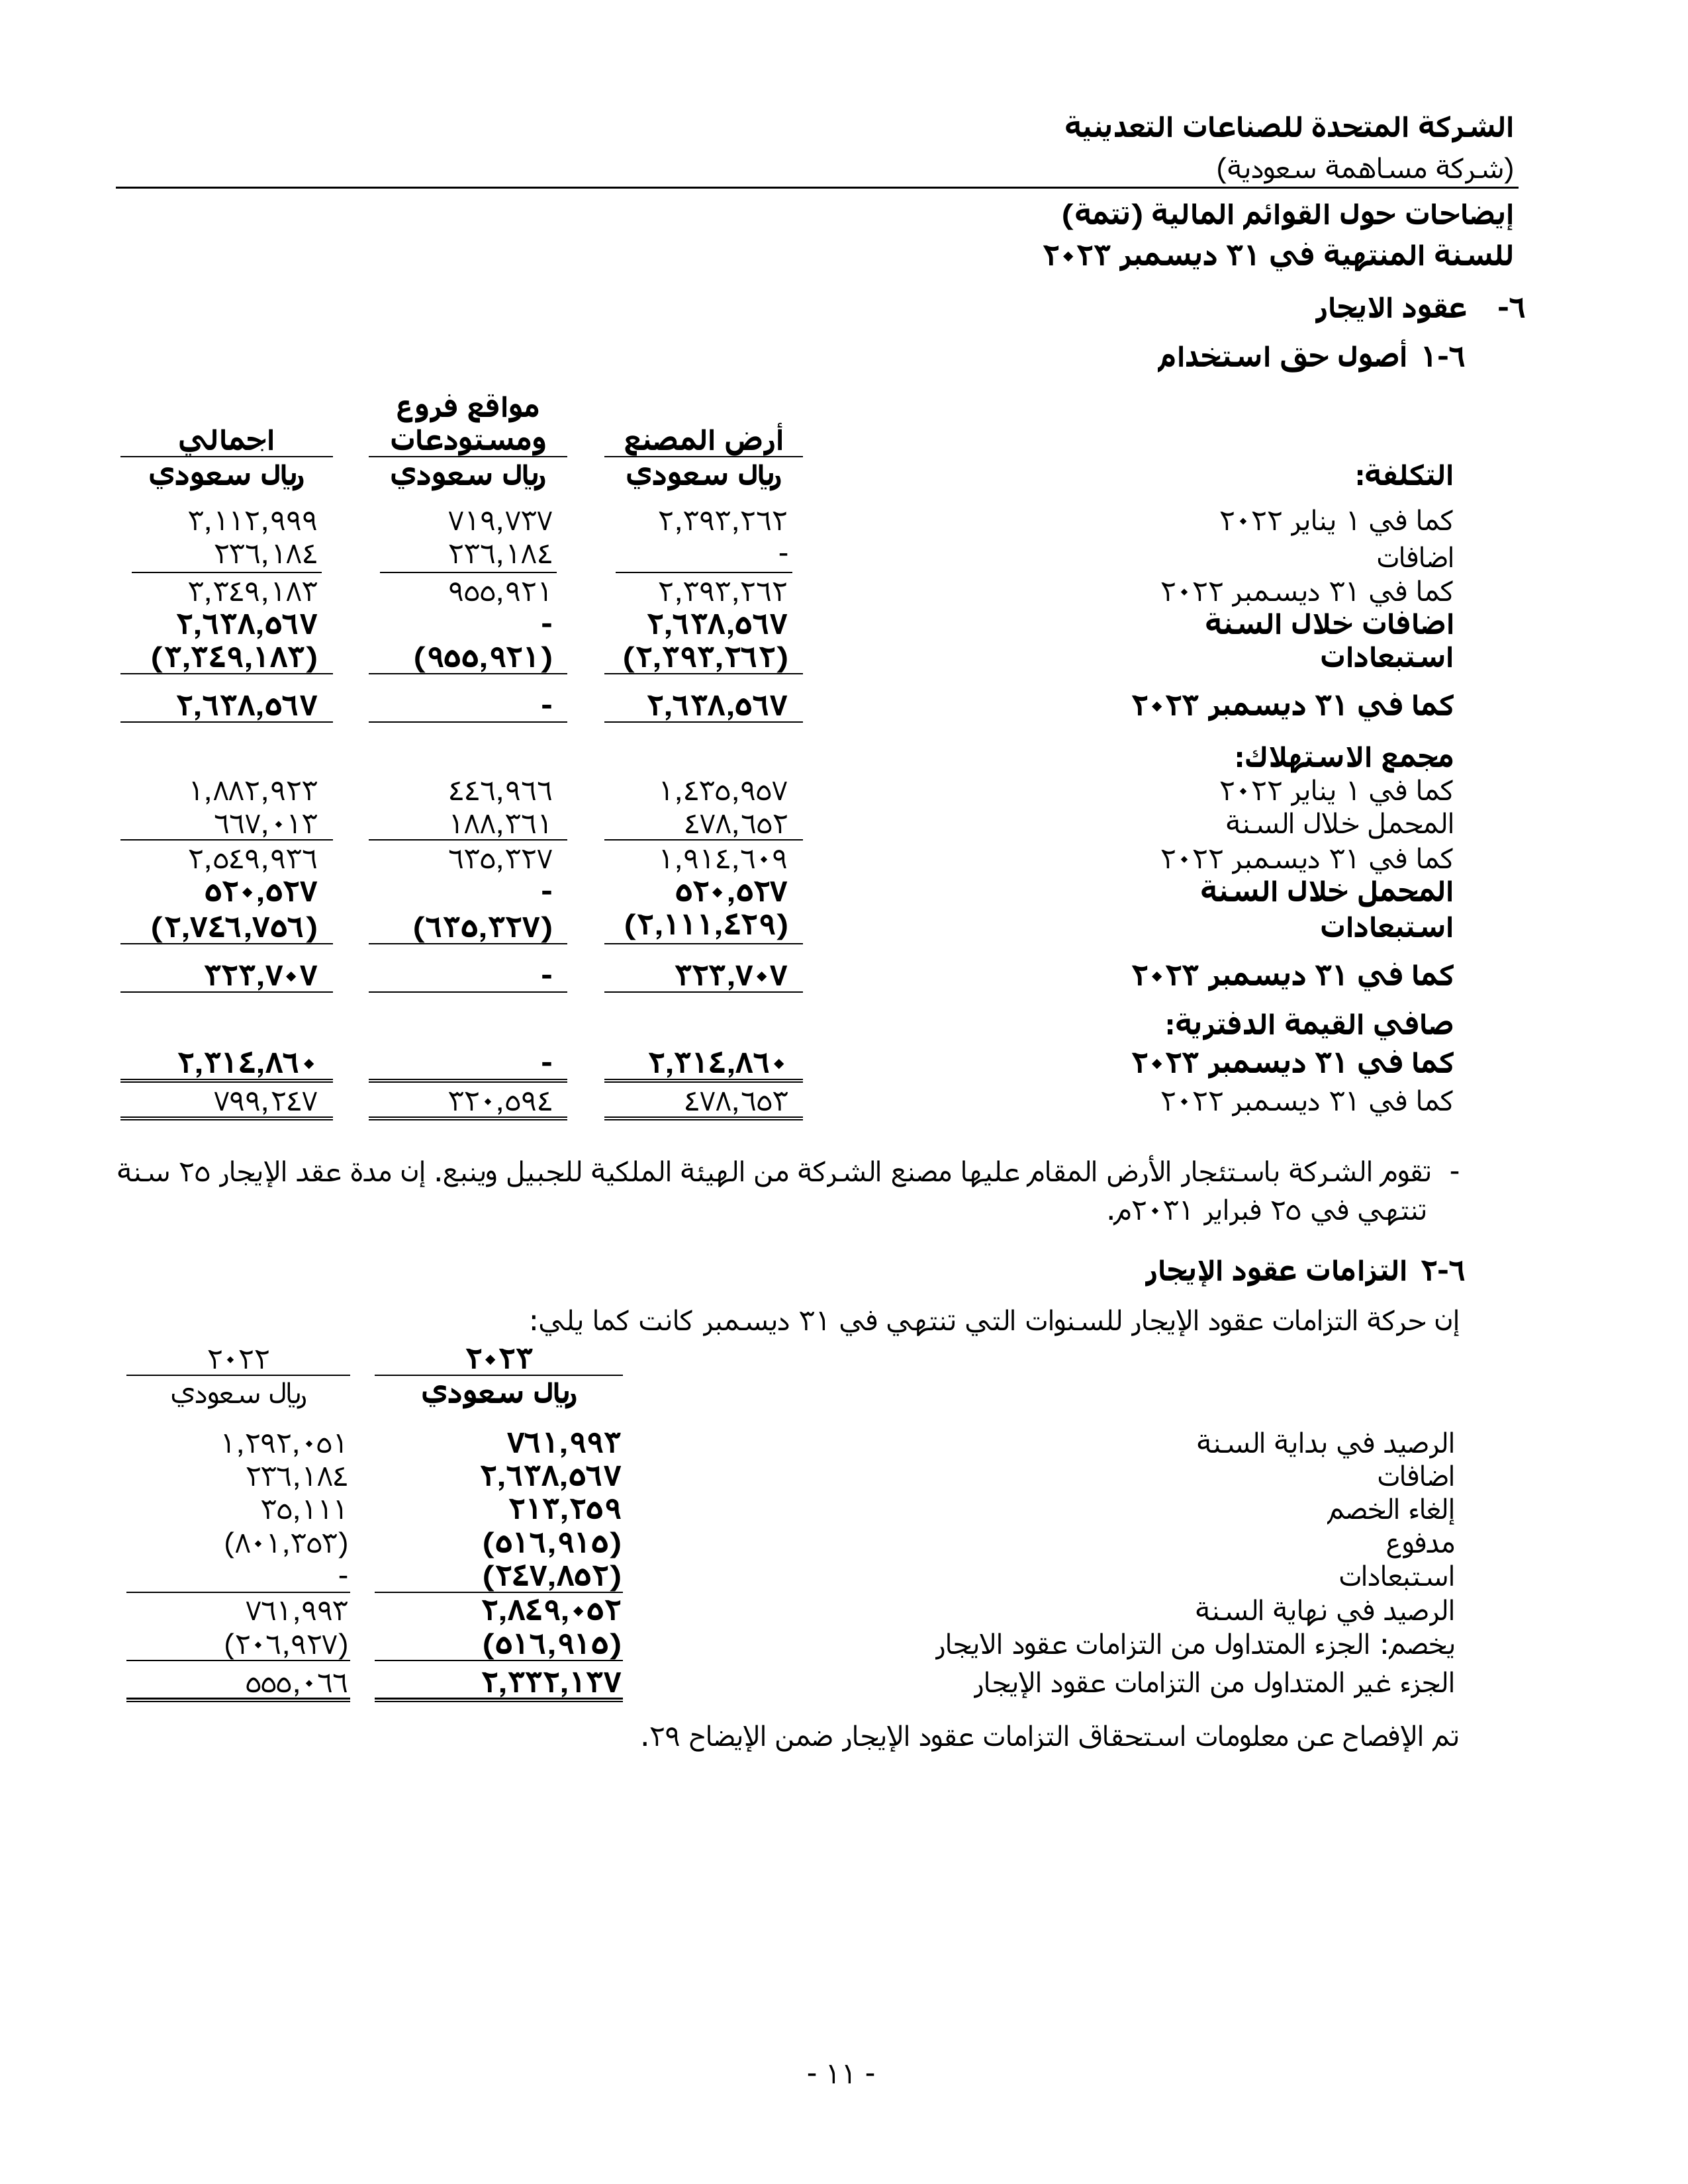 الشركة المتحدة للصناعات التعدينية
(شركة مساهمة سعودية)
إيضاحات حول القوائم المالية (تتمة)
للسنة المنتهية في ٣١ ديسمبر ٢٠٢٣
٦- عقود الايجار
٦-١ أصول حق استخدام
مواقع فروع
أرض المصنع ومستودعات اجمالي
التكلفة: ريال سعودي ريال سعودي ريال سعودي
كما في ١ يناير ٢٠٢٢ ٢,٣٩٣,٢٦٢ ٧١٩,٧٣٧ ٣,١١٢,٩٩٩
اضافات - ٢٣٦,١٨٤ ٢٣٦,١٨٤
كما في ٣١ ديسمبر ٢٠٢٢ ٢,٣٩٣,٢٦٢ ٩٥٥,٩٢١ ٣,٣٤٩,١٨٣
اضافات خلال السنة ٢,٦٣٨,٥٦٧ - ٢,٦٣٨,٥٦٧
استبعادات (٢,٣٩٣,٢٦٢) (٩٥٥,٩٢١) (٣,٣٤٩,١٨٣)
كما في ٣١ ديسمبر ٢٠٢٣ ٢,٦٣٨,٥٦٧ - ٢,٦٣٨,٥٦٧
مجمع الاستهلاك:
كما في ١ يناير ٢٠٢٢ ١,٤٣٥,٩٥٧ ٤٤٦,٩٦٦ ١,٨٨٢,٩٢٣
المحمل خلال السنة ٤٧٨,٦٥٢ ١٨٨,٣٦١ ٦٦٧,٠١٣
كما في ٣١ ديسمبر ٢٠٢٢ ١,٩١٤,٦٠٩ ٦٣٥,٣٢٧ ٢,٥٤٩,٩٣٦
المحمل خلال السنة ٥٢٠,٥٢٧ - ٥٢٠,٥٢٧
استبعادات (٢,١١١,٤٢٩) (٦٣٥,٣٢٧) (٢,٧٤٦,٧٥٦)
كما في ٣١ ديسمبر ٢٠٢٣ ٣٢٣,٧٠٧ - ٣٢٣,٧٠٧
صافي القيمة الدفترية:
كما في ٣١ ديسمبر ٢٠٢٣ ٢,٣١٤,٨٦٠ - ٢,٣١٤,٨٦٠
كما في ٣١ ديسمبر ٢٠٢٢ ٤٧٨,٦٥٣ ٣٢٠,٥٩٤ ٧٩٩,٢٤٧
- تقوم الشركة باستئجار الأرض المقام عليها مصنع الشركة من الهيئة الملكية للجبيل وينبع. إن مدة عقد الإيجار ٢٥ سنة
تنتهي في ٢٥ فبراير ٢٠٣١م.
٦-٢ التزامات عقود الإيجار
إن حركة التزامات عقود الإيجار للسنوات التي تنتهي في ٣١ ديسمبر كانت كما يلي:
٢٠٢٣ ٢٠٢٢
ريال سعودي ريال سعودي
الرصيد في بداية السنة ٧٦١,٩٩٣ ١,٢٩٢,٠٥١
اضافات ٢,٦٣٨,٥٦٧ ٢٣٦,١٨٤
إلغاء الخصم ٢١٣,٢٥٩ ٣٥,١١١
مدفوع (٥١٦,٩١٥) (٨٠١,٣٥٣)
استبعادات (٢٤٧,٨٥٢) -
الرصيد في نهاية السنة ٢,٨٤٩,٠٥٢ ٧٦١,٩٩٣
يخصم: الجزء المتداول من التزامات عقود الايجار (٥١٦,٩١٥) (٢٠٦,٩٢٧)
الجزء غير المتداول من التزامات عقود الإيجار ٢,٣٣٢,١٣٧ ٥٥٥,٠٦٦
تم الإفصاح عن معلومات استحقاق التزامات عقود الإيجار ضمن الإيضاح ٢٩.
- ١١ -